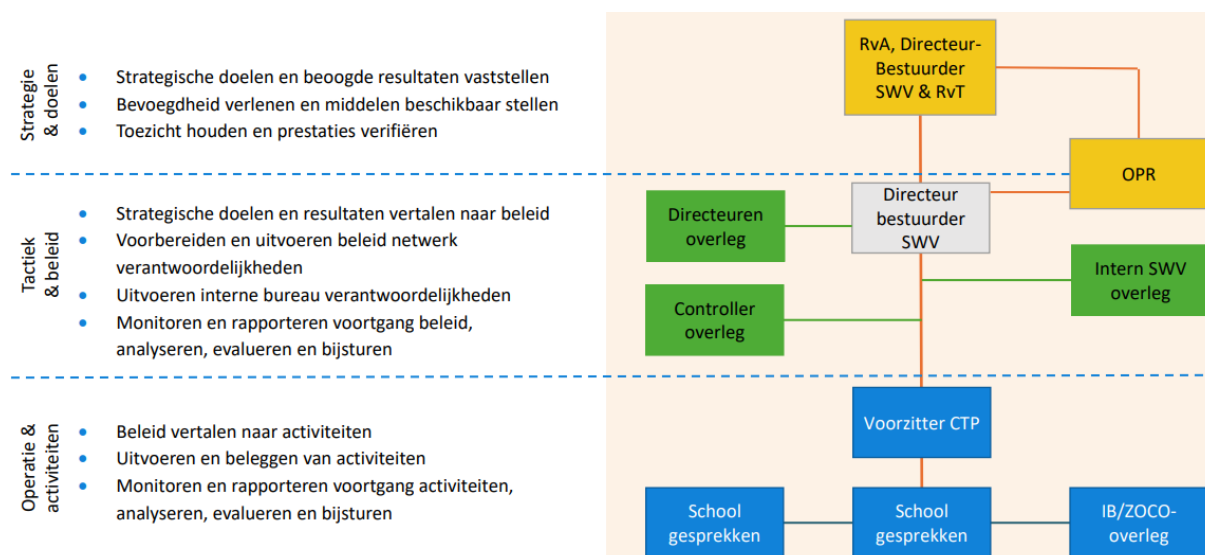 Strategie
& doelen
Strategische doelen en beoogde resultaten vaststellen
Bevoegdheid verlenen en middelen beschikbaar stellen
Toezicht houden en prestaties verifiëren
RvA, Directeur-
Bestuurder
SWV & RvT
OPR
Tactiek
& beleid
Strategische doelen en resultaten vertalen naar beleid
Voorbereiden en uitvoeren beleid netwerk
verantwoordelijkheden
Uitvoeren interne bureau verantwoordelijkheden
Monitoren en rapporteren voortgang beleid,
analyseren, evalueren en bijsturen
Directeuren
overleg
Directeur
bestuurder
SWV
Intern SWV
overleg
Controller
overleg
Operatie &
activiteiten
Beleid vertalen naar activiteiten
Uitvoeren en beleggen van activiteiten
Monitoren en rapporteren voortgang activiteiten,
analyseren, evalueren en bijsturen
Voorzitter CTP
School
gesprekken
School
gesprekken
IB/ZOCO-
overleg